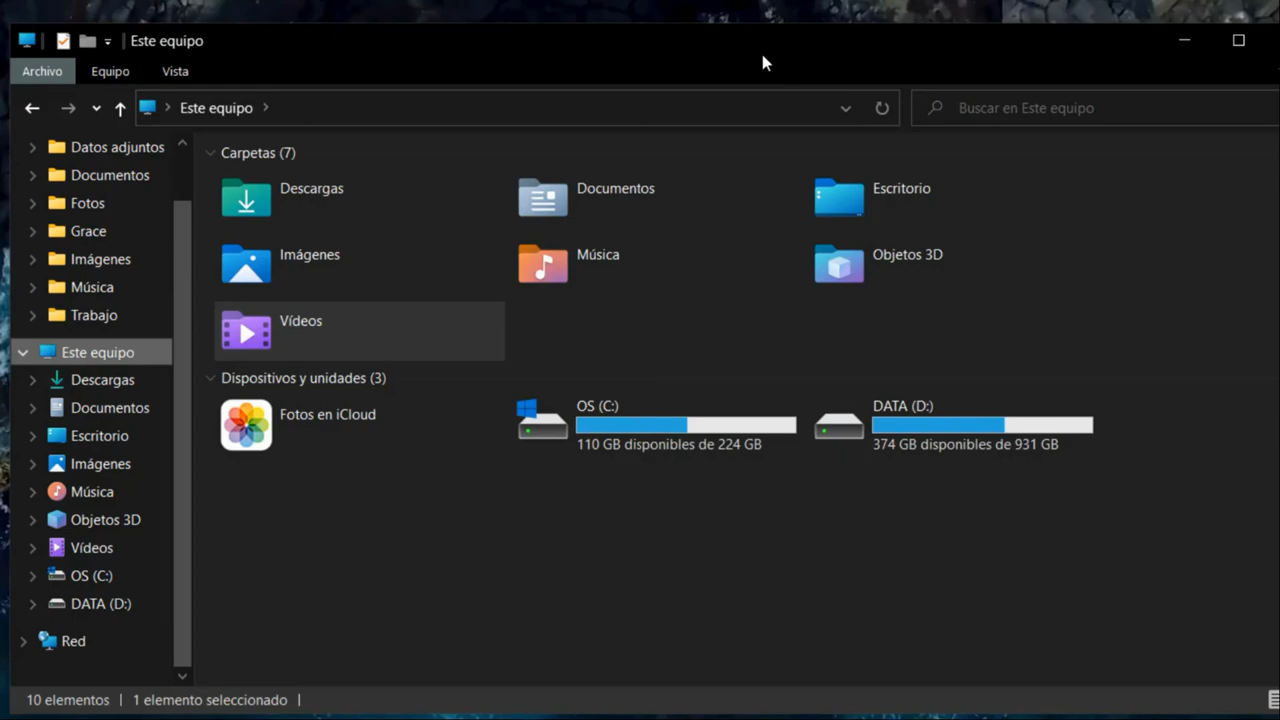 Este equipo
Archivo Equipo Vista
Este equipo
Buscar en Este equipo
Datos adjuntos
Documentos
Fotos
Grace
Imágenes
Música
Trabajo
Este equipo
Descargas
Documentos
Escritorio
Imágenes
Música
Objetos 3D
Vídeos
OS (C:)
DATA (D:)
Red
Carpetas (7)
Descargas
Documentos
Escritorio
Imágenes
Música
Objetos 3D
Vídeos
Dispositivos y unidades (3)
Fotos en iCloud
OS (C:)
110 GB disponibles de 224 GB
DATA (D:)
374 GB disponibles de 931 GB
10 elementos 1 elemento seleccionado